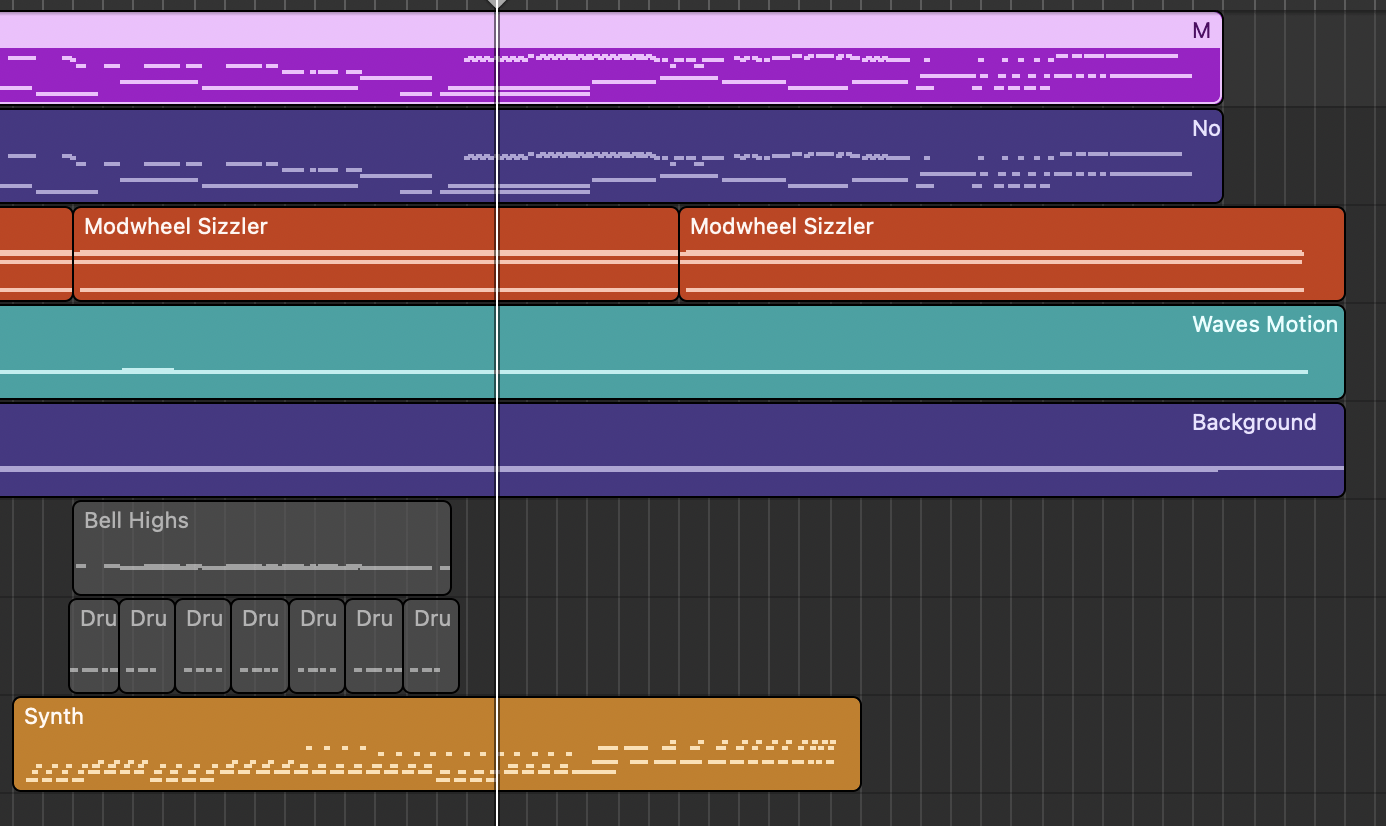 M
No
Modwheel Sizzler
Modwheel Sizzler
Waves Motion
Background
Bell Highs
Dru
Dru
Dru
Dru
Dru
Dru
Dru
Synth